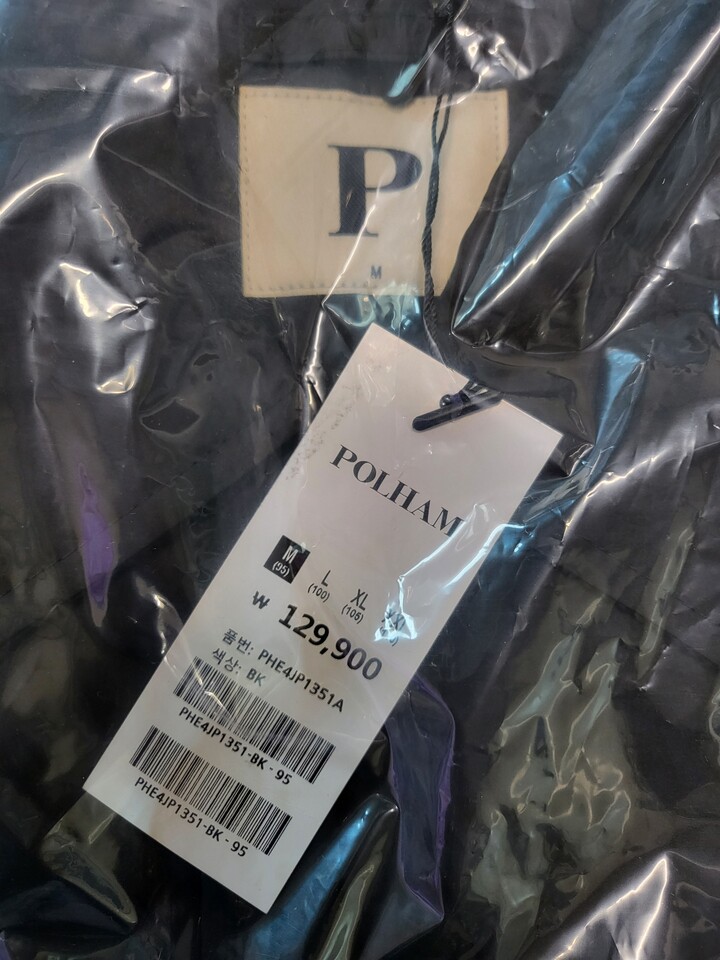 P
M
POLHAM
M L XL
(95) (100) (105)
₩ 129,900
품번: PHE4JP1351A
색상: BK
PHE4JP1351-BK - 95
PHE4JP1351-BK - 95